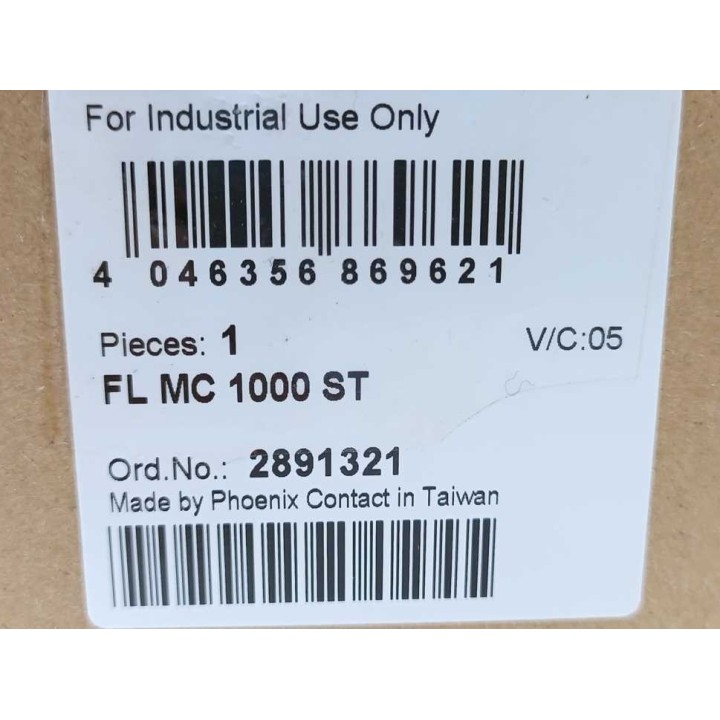 For Industrial Use Only
4 046356 869621
Pieces: 1 V/C:05
FL MC 1000 ST
Ord.No.: 2891321
Made by Phoenix Contact in Taiwan